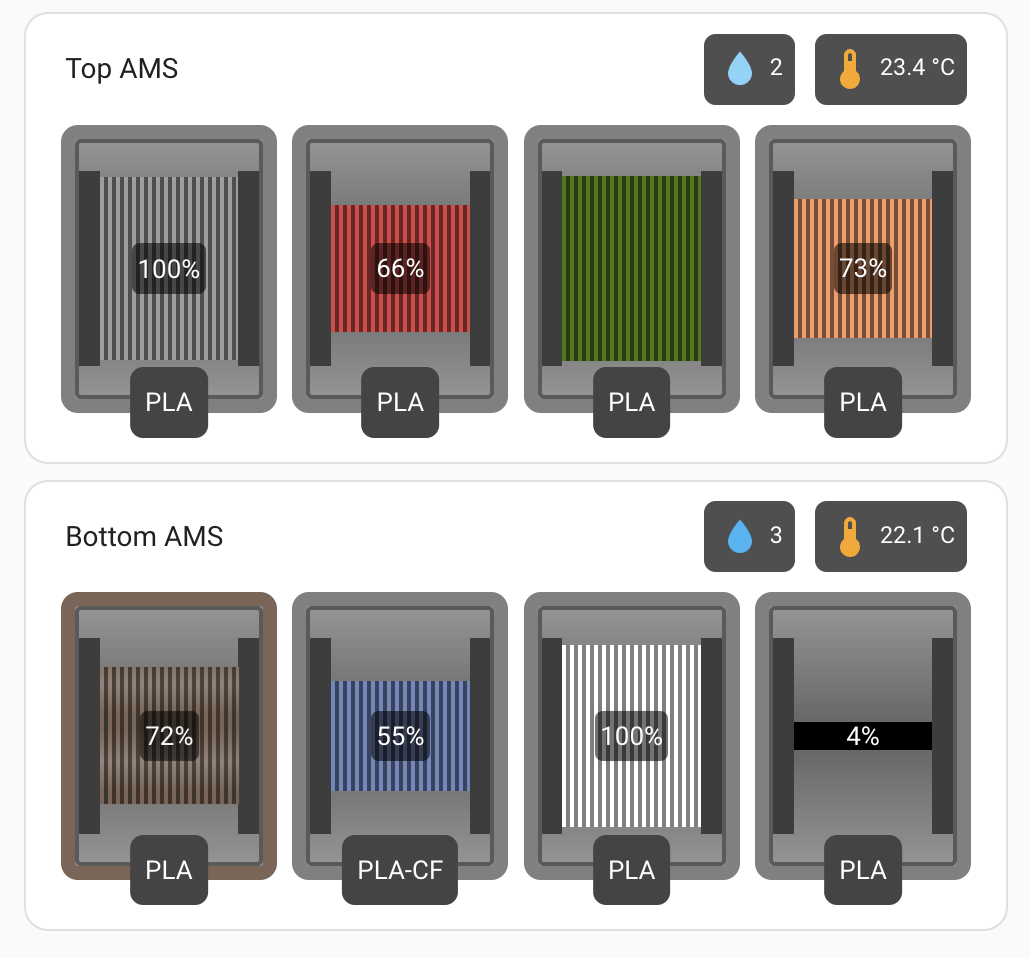 Top AMS 2 23.4 °C
100% 66% 73%
PLA PLA PLA PLA
Bottom AMS 3 22.1 °C
72% 55% 100% 4%
PLA PLA-CF PLA PLA